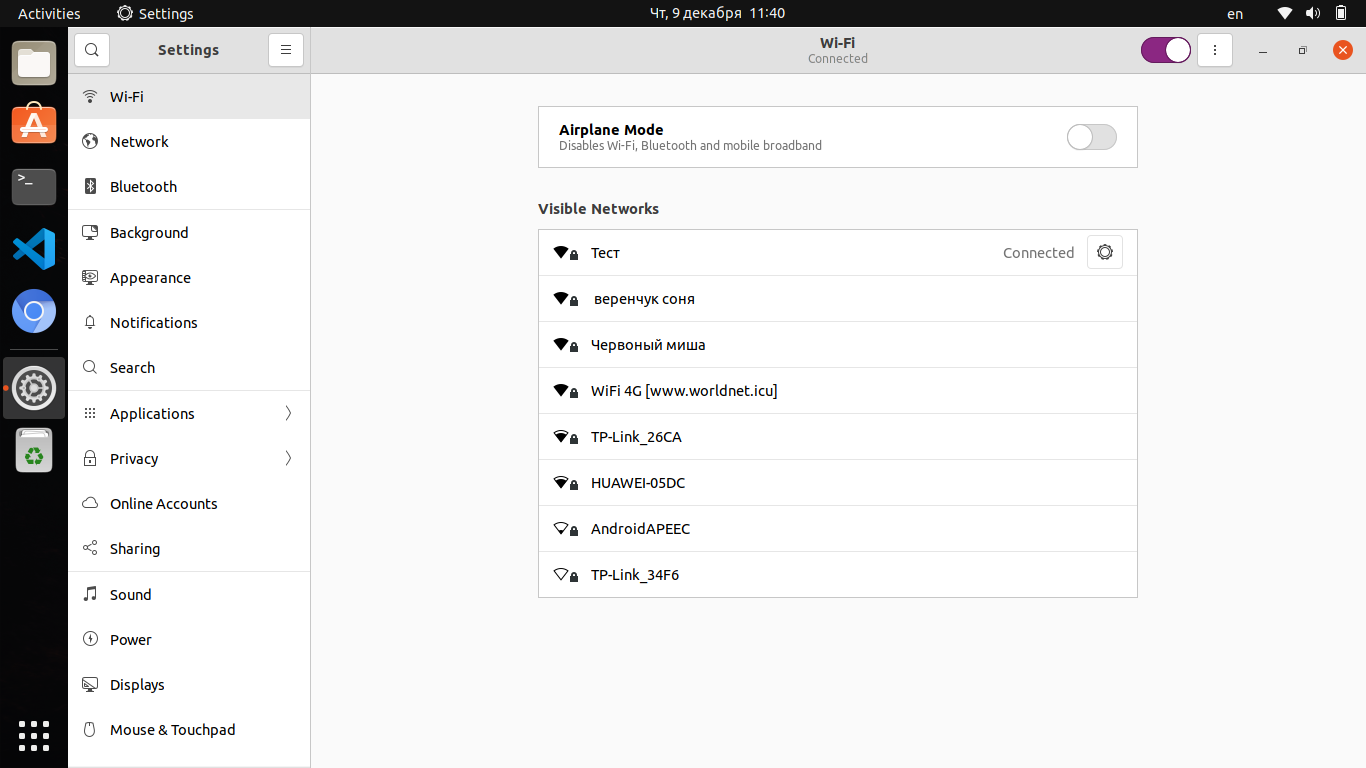 Activities
Settings
Чт, 9 декабря 11:40
en
Settings
Wi-Fi
Connected
Wi-Fi
Network
Bluetooth
Background
Appearance
Notifications
Search
Applications
Privacy
Online Accounts
Sharing
Sound
Power
Displays
Mouse & Touchpad
Airplane Mode
Disables Wi-Fi, Bluetooth and mobile broadband
Visible Networks
Тест
Connected
веренчук соня
Червоный миша
WiFi 4G [www.worldnet.icu]
TP-Link_26CA
HUAWEI-05DC
AndroidAPEEC
TP-Link_34F6